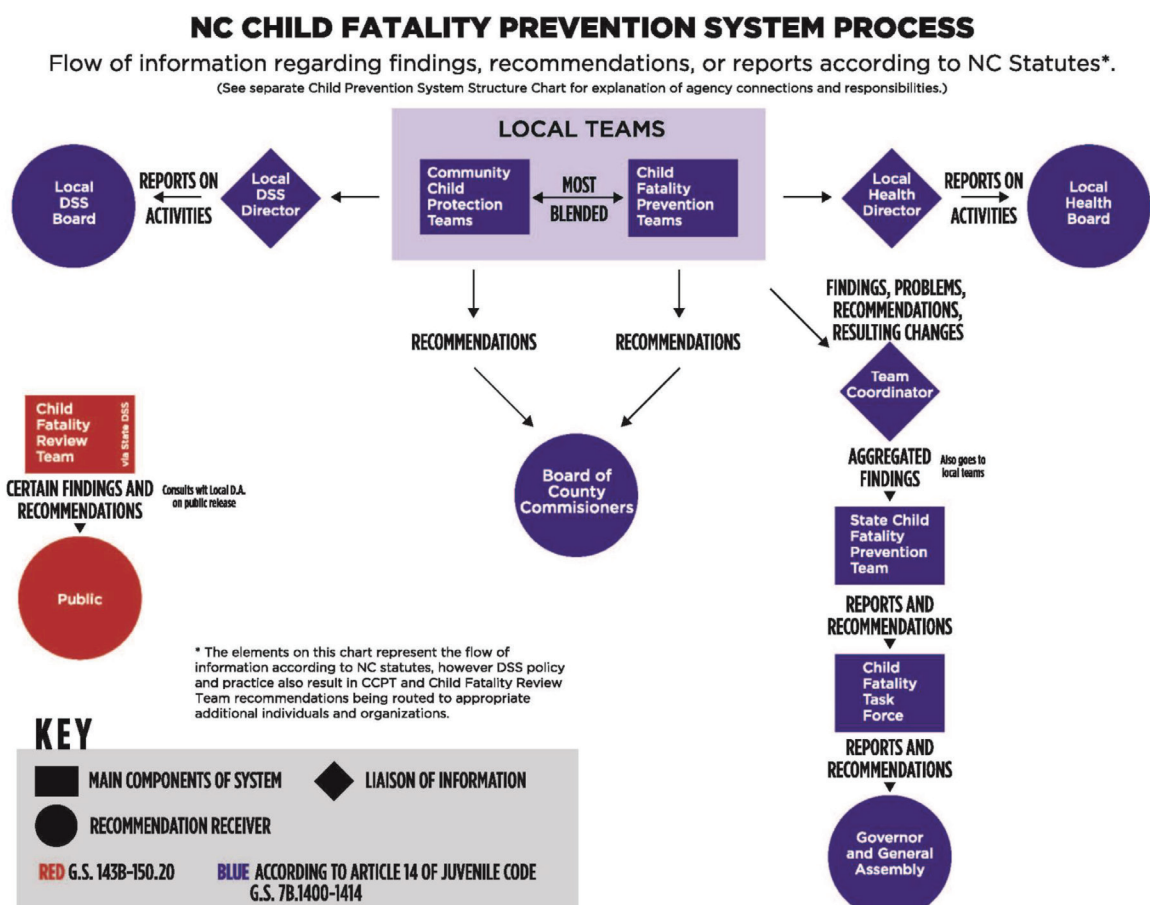 NC CHILD FATALITY PREVENTION SYSTEM PROCESS
Flow of information regarding findings, recommendations, or reports according to NC Statutes*.
(See separate Child Prevention System Structure Chart for explanation of agency connections and responsibilities.)
LOCAL TEAMS
Community
Child
Protection
Teams
MOST
BLENDED
Child
Fatality
Prevention
Teams
Local
DSS
Director
REPORTS ON
ACTIVITIES
Local
DSS
Board
Local
Health
Director
REPORTS ON
ACTIVITIES
Local
Health
Board
RECOMMENDATIONS
RECOMMENDATIONS
Board of
County
Commisioners
FINDINGS, PROBLEMS,
RECOMMENDATIONS,
RESULTING CHANGES
Team
Coordinator
AGGREGATED
FINDINGS
Also goes to
local teams
State Child
Fatality
Prevention
Team
REPORTS AND
RECOMMENDATIONS
Child
Fatality
Task
Force
REPORTS AND
RECOMMENDATIONS
Governor
and General
Assembly
Child
Fatality
Review
Team
via State DSS
CERTAIN FINDINGS AND
RECOMMENDATIONS
Consults wit Local D.A.
on public release
Public
* The elements on this chart represent the flow of
information according to NC statutes, however DSS policy
and practice also result in CCPT and Child Fatality Review
Team recommendations being routed to appropriate
additional individuals and organizations.
KEY
MAIN COMPONENTS OF SYSTEM
LIAISON OF INFORMATION
RECOMMENDATION RECEIVER
RED G.S. 143B-150.20
BLUE ACCORDING TO ARTICLE 14 OF JUVENILE CODE
G.S. 7B.1400-1414